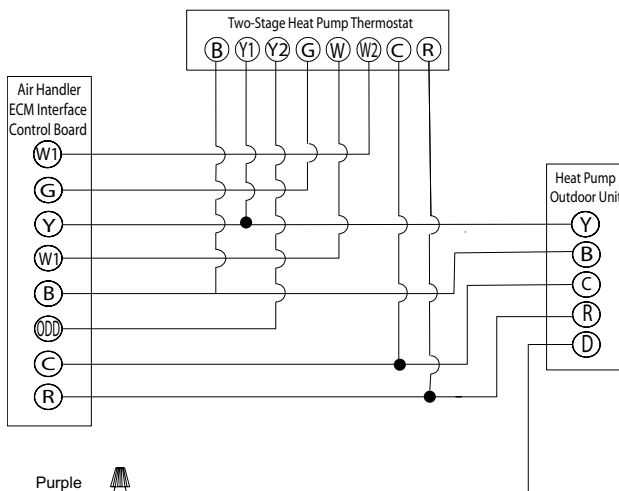 Two-Stage Heat Pump Thermostat
B Y1 Y2 G W W2 C R
Air Handler
ECM Interface
Control Board
W1
G
Y
W1
B
ODD
C
R
Heat Pump
Outdoor Unit
Y
B
C
R
D
Purple